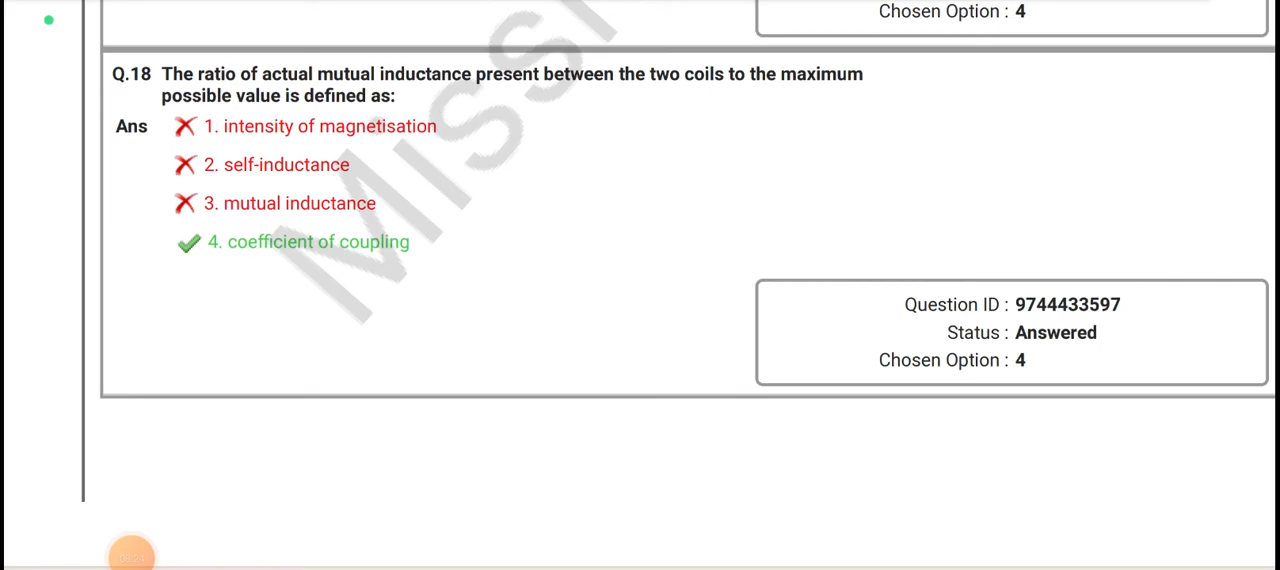 Chosen Option : 4
Q.18 The ratio of actual mutual inductance present between the two coils to the maximum
possible value is defined as:
Ans 1. intensity of magnetisation
2. self-inductance
3. mutual inductance
4. coefficient of coupling
Question ID : 9744433597
Status : Answered
Chosen Option : 4